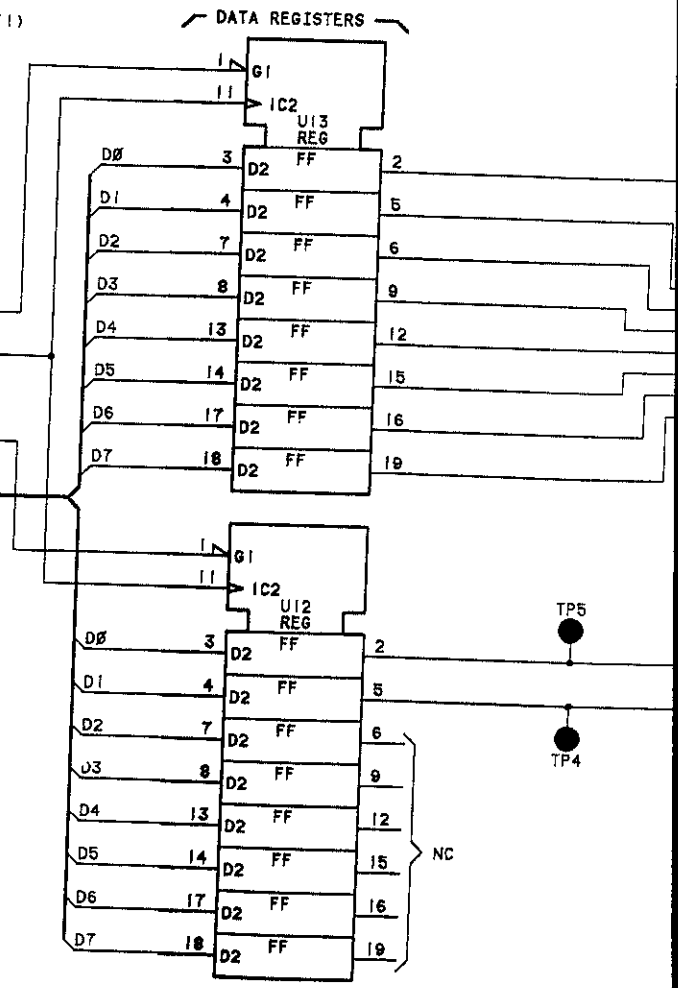 !)
DATA REGISTERS
1 G1
11 1C2
U13
REG
DØ 3 D2 FF 2
D1 4 D2 FF 5
D2 7 D2 FF 6
D3 8 D2 FF 9
D4 13 D2 FF 12
D5 14 D2 FF 15
D6 17 D2 FF 16
D7 18 D2 FF 19
1 G1
11 1C2
U12
REG
TP5
DØ 3 D2 FF 2
D1 4 D2 FF 5
D2 7 D2 FF 6
TP4
D3 8 D2 FF 9
D4 13 D2 FF 12
NC
D5 14 D2 FF 15
D6 17 D2 FF 16
D7 18 D2 FF 19